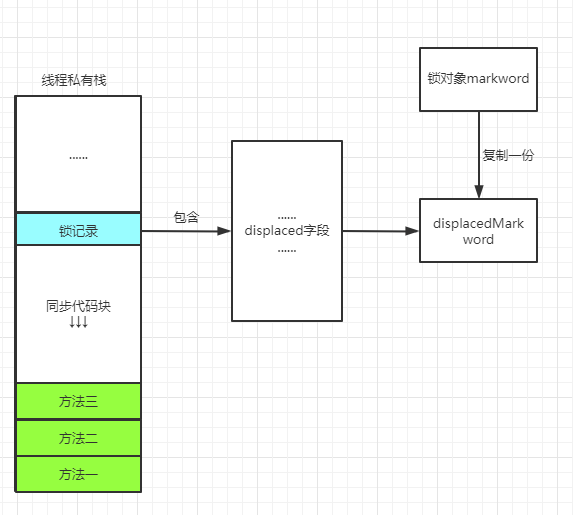 线程私有栈
......
锁记录
同步代码块
↓↓↓
方法三
方法二
方法一
包含
......
displaced字段
......
锁对象markword
复制一份
displacedMark
word